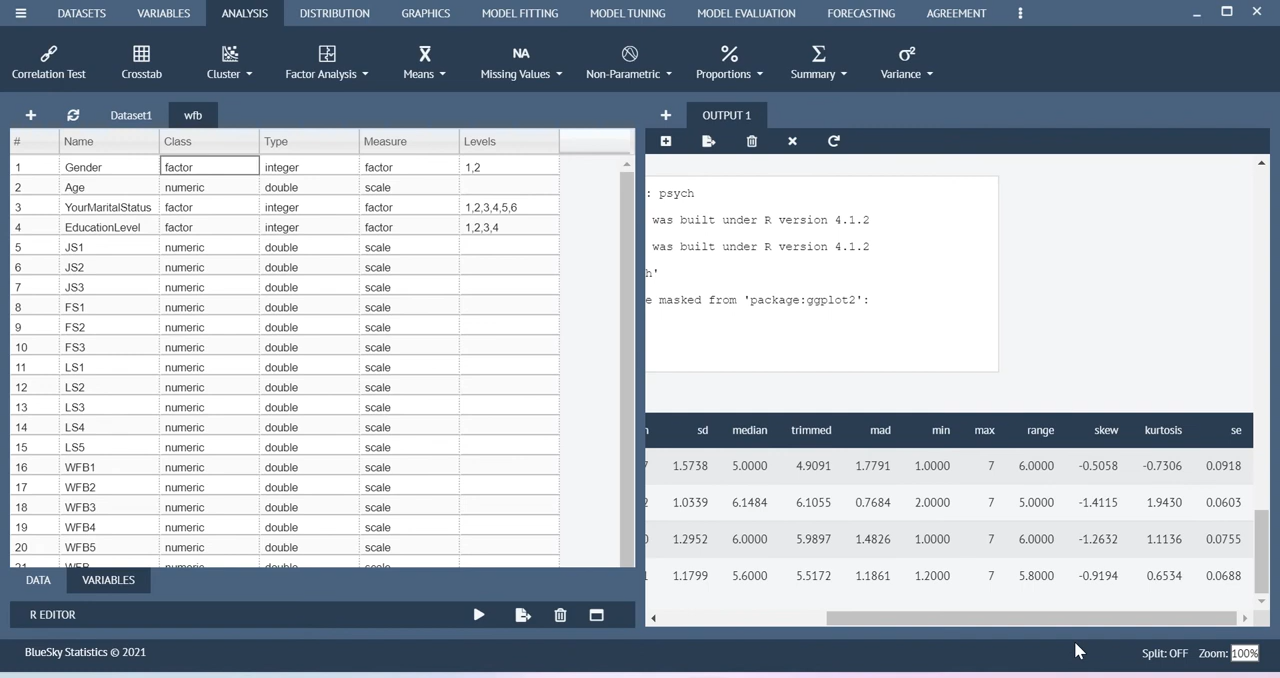 DATASETS VARIABLES ANALYSIS DISTRIBUTION GRAPHICS MODEL FITTING MODEL TUNING MODEL EVALUATION FORECASTING AGREEMENT
NA
Correlation Test Crosstab Cluster Factor Analysis Means Missing Values Non-Parametric Proportions Summary Variance
Dataset1 wfb
# Name Class Type Measure Levels
1 Gender factor integer factor 1,2
2 Age numeric double scale
3 YourMaritalStatus factor integer factor 1,2,3,4,5,6
4 EducationLevel factor integer factor 1,2,3,4
5 JS1 numeric double scale
6 JS2 numeric double scale
7 JS3 numeric double scale
8 FS1 numeric double scale
9 FS2 numeric double scale
10 FS3 numeric double scale
11 LS1 numeric double scale
12 LS2 numeric double scale
13 LS3 numeric double scale
14 LS4 numeric double scale
15 LS5 numeric double scale
16 WFB1 numeric double scale
17 WFB2 numeric double scale
18 WFB3 numeric double scale
19 WFB4 numeric double scale
20 WFB5 numeric double scale
DATA VARIABLES
R EDITOR
OUTPUT 1
: psych
was built under R version 4.1.2
was built under R version 4.1.2
h'
e masked from 'package:ggplot2':
sd median trimmed mad min max range skew kurtosis se
1.5738 5.0000 4.9091 1.7791 1.0000 7 6.0000 -0.5058 -0.7306 0.0918
1.0339 6.1484 6.1055 0.7684 2.0000 7 5.0000 -1.4115 1.9430 0.0603
1.2952 6.0000 5.9897 1.4826 1.0000 7 6.0000 -1.2632 1.1136 0.0755
1.1799 5.6000 5.5172 1.1861 1.2000 7 5.8000 -0.9194 0.6534 0.0688
BlueSky Statistics © 2021
Split: OFF Zoom: 100%